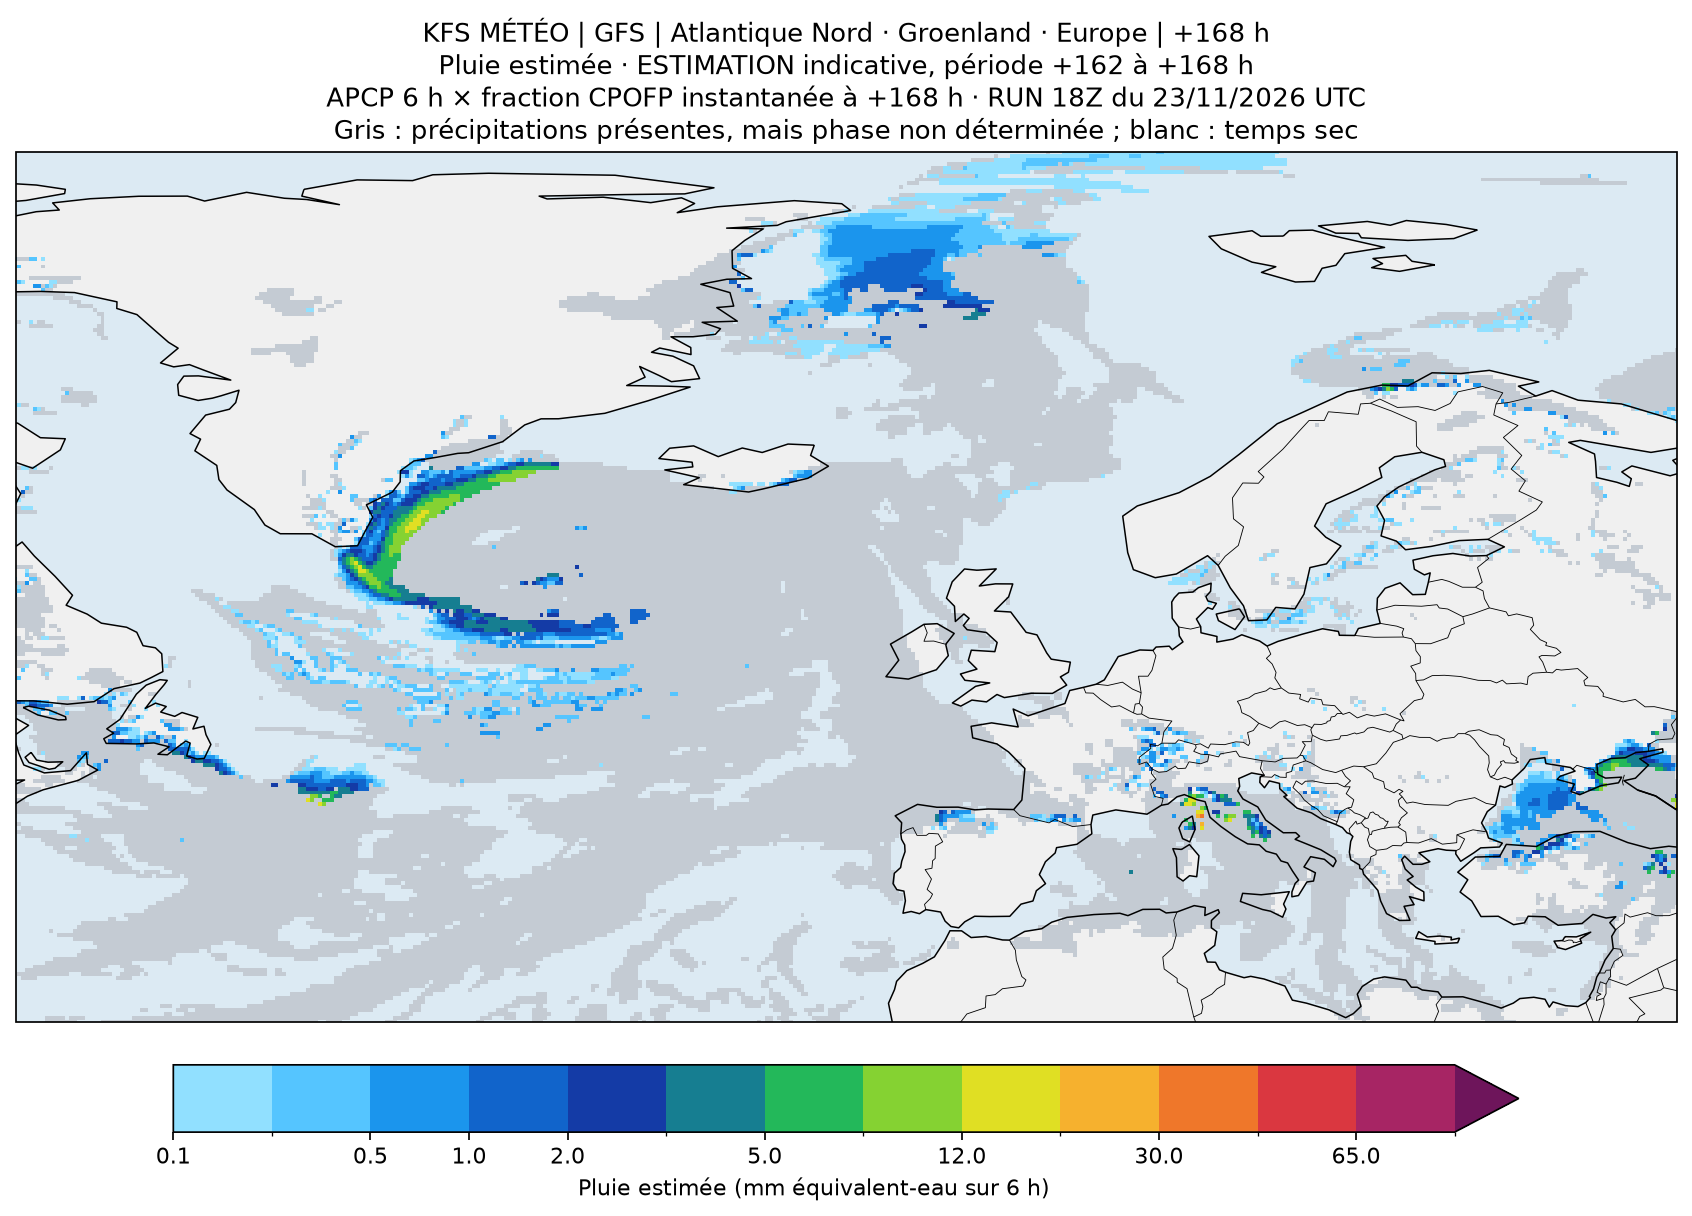 KFS MÉTÉO | GFS | Atlantique Nord · Groenland · Europe | +168 h
Pluie estimée · ESTIMATION indicative, période +162 à +168 h
APCP 6 h × fraction CPOFP instantanée à +168 h · RUN 18Z du 23/11/2026 UTC
Gris : précipitations présentes, mais phase non déterminée ; blanc : temps sec
0.1 0.5 1.0 2.0 5.0 12.0 30.0 65.0
Pluie estimée (mm équivalent-eau sur 6 h)